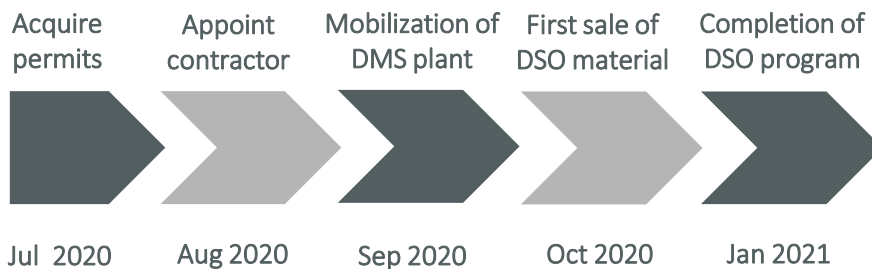 Acquire
permits
Appoint
contractor
Mobilization of
DMS plant
First sale of
DSO material
Completion of
DSO program
Jul 2020
Aug 2020
Sep 2020
Oct 2020
Jan 2021